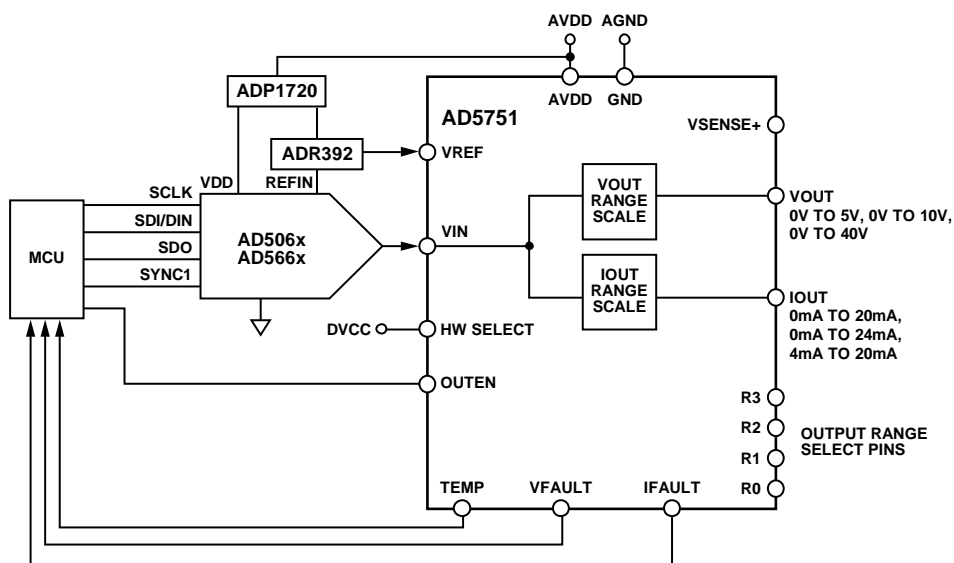 AVDD
AGND
ADP1720
AVDD
GND
AD5751
VSENSE+
ADR392
VREF
VDD
REFIN
SCLK
SDI/DIN
SDO
SYNC1
MCU
AD506x
AD566x
VIN
VOUT
RANGE
SCALE
VOUT
0V TO 5V, 0V TO 10V,
0V TO 40V
IOUT
RANGE
SCALE
IOUT
0mA TO 20mA,
0mA TO 24mA,
4mA TO 20mA
DVCC
HW SELECT
OUTEN
R3
R2
R1
R0
OUTPUT RANGE
SELECT PINS
TEMP
VFAULT
IFAULT